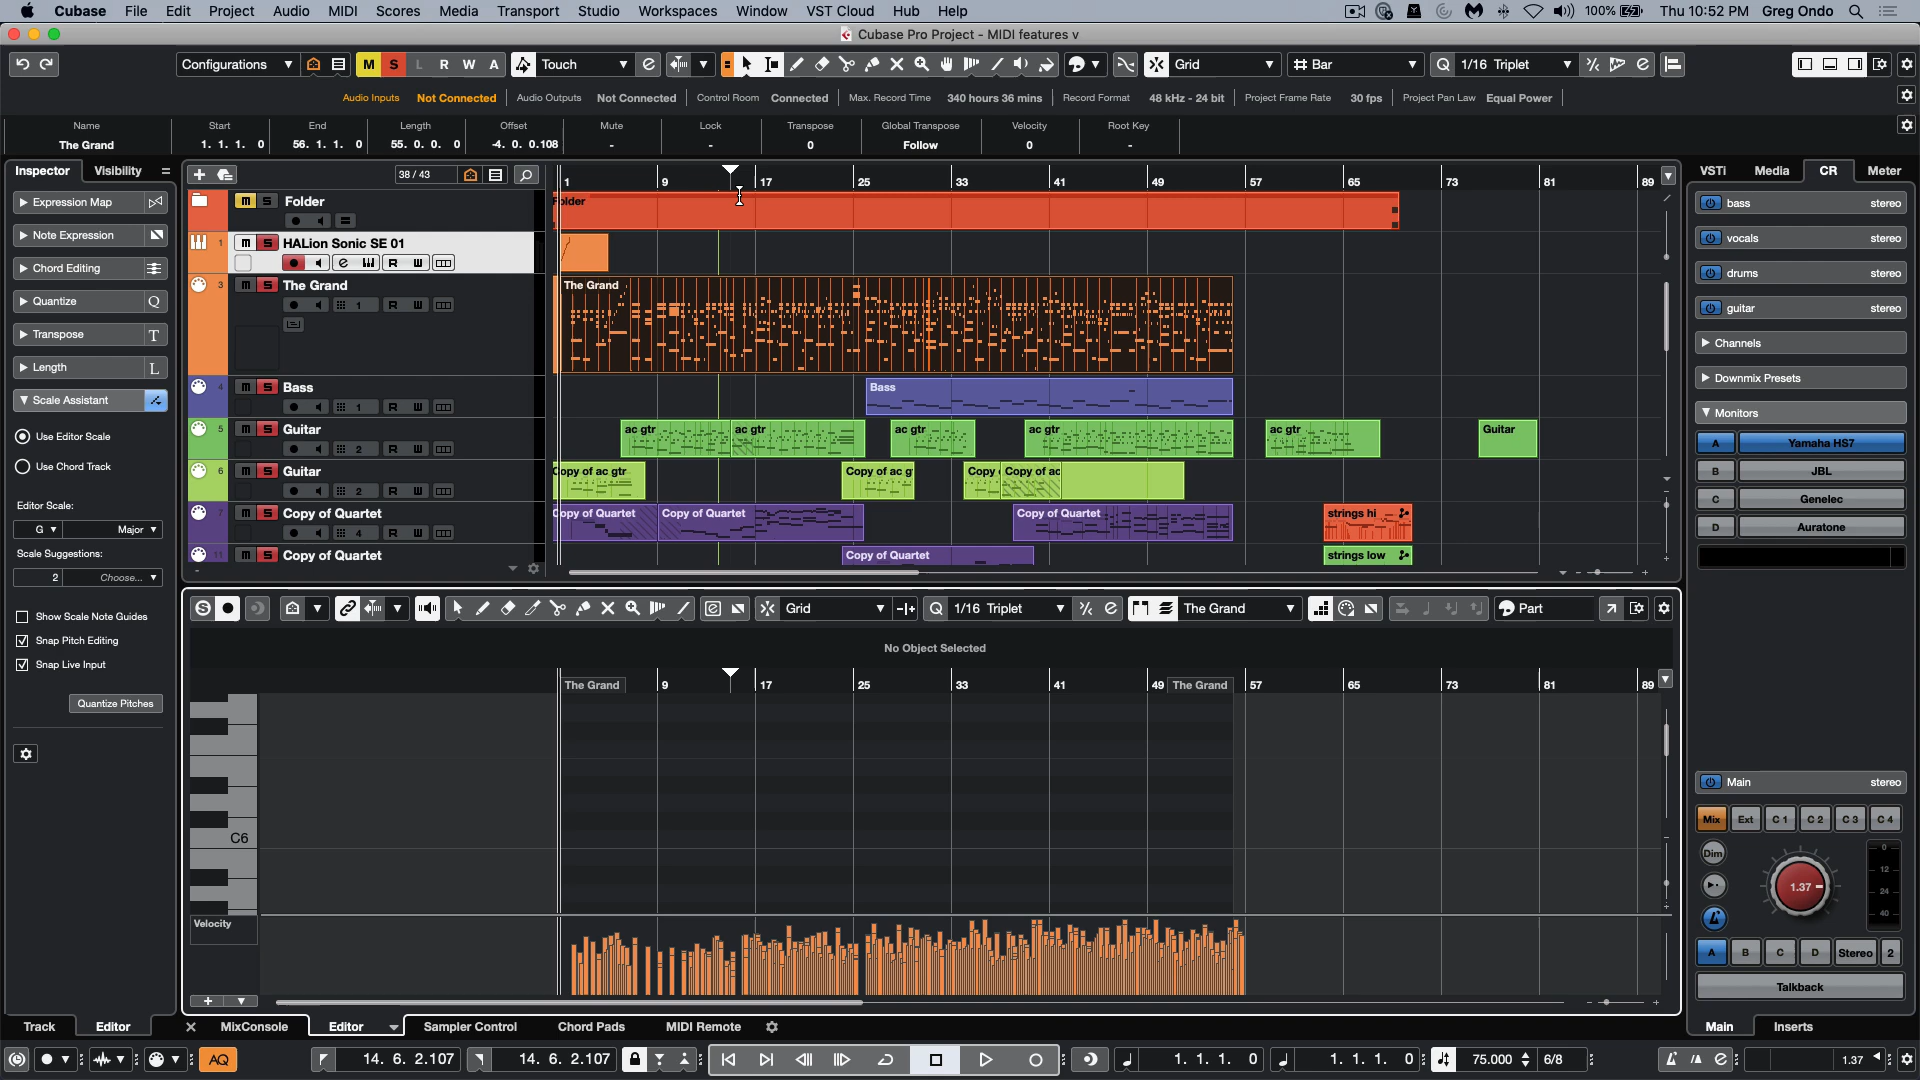 Cubase File Edit Project Audio MIDI Scores Media Transport Studio Workspaces Window VST Cloud Hub Help 100% Thu 10:52 PM Greg Ondo
Cubase Pro Project - MIDI features v
Configurations M S L R W A Touch Grid Bar Q 1/16 Triplet
Audio Inputs Not Connected Audio Outputs Not Connected Control Room Connected Max. Record Time 340 hours 36 mins Record Format 48 kHz - 24 bit Project Frame Rate 30 fps Project Pan Law Equal Power
Name Start End Length Offset Mute Lock Transpose Global Transpose Velocity Root Key
The Grand 1. 1. 1. 0 56. 1. 1. 0 55. 0. 0. 0 -4. 0. 0.108 - - 0 Follow 0 -
Inspector Visibility
Expression Map
Note Expression
Chord Editing
Quantize Q
Transpose T
Length L
Scale Assistant
Use Editor Scale
Use Chord Track
Editor Scale:
G Major
Scale Suggestions:
2 Choose...
Show Scale Note Guides
Snap Pitch Editing
Snap Live Input
Quantize Pitches
38 / 43
1 9 17 25 33 41 49 57 65 73 81 89
m S Folder
1 m S HALion Sonic SE 01
R W
3 m S The Grand
1 R W
4 m S Bass
1 R W
5 m S Guitar
2 R W
6 m S Guitar
2 R W
7 m S Copy of Quartet
4 R W
11 m S Copy of Quartet
The Grand
Bass
ac gtr ac gtr ac gtr ac gtr ac gtr Guitar
Copy of ac gtr Copy of ac g Copy Copy of ac
Copy of Quartet Copy of Quartet Copy of Quartet strings hi
Copy of Quartet strings low
S Grid Q 1/16 Triplet The Grand Part
No Object Selected
The Grand 9 17 25 33 41 49 The Grand 57 65 73 81 89
C6
Velocity
VSTi Media CR Meter
bass stereo
vocals stereo
drums stereo
guitar stereo
Channels
Downmix Presets
Monitors
A Yamaha HS7
B JBL
C Genelec
D Auratone
Main stereo
Mix Ext C 1 C 2 C 3 C 4
Dim
1.37
0
12
24
40
A B C D Stereo 2
Talkback
Main Inserts
Track Editor MixConsole Editor Sampler Control Chord Pads MIDI Remote
AQ 14. 6. 2.107 14. 6. 2.107 1. 1. 1. 0 1. 1. 1. 0 75.000 6/8 1.37